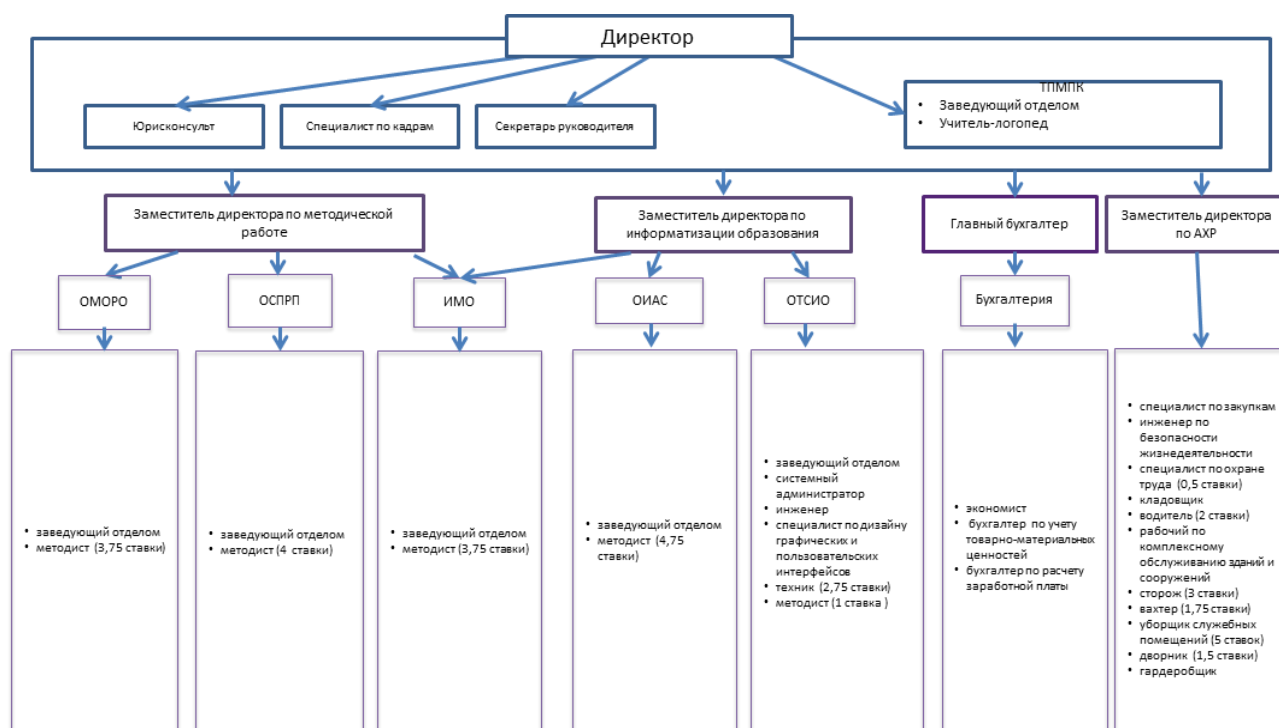 Директор
ТПМПК
• Заведующий отделом
• Учитель-логопед
Юрисконсульт
Специалист по кадрам
Секретарь руководителя
Заместитель директора по методической
работе
Заместитель директора по
информатизации образования
Главный бухгалтер
Заместитель директора
по АХР
ОМОРО
ОСПРП
ИМО
ОИАС
ОТСИО
Бухгалтерия
• заведующий отделом
• методист (3,75 ставки)
• заведующий отделом
• методист (4 ставки)
• заведующий отделом
• методист (3,75 ставки)
• заведующий отделом
• методист (4,75
ставки)
• заведующий отделом
• системный
администратор
• инженер
• специалист по дизайну
графических и
пользовательских
интерфейсов
• техник (2,75 ставки)
• методист (1 ставка )
• экономист
• бухгалтер по учету
товарно-материальных
ценностей
• бухгалтер по расчету
заработной платы
• специалист по закупкам
• инженер по
безопасности
жизнедеятельности
• специалист по охране
труда (0,5 ставки)
• кладовщик
• водитель (2 ставки)
• рабочий по
комплексному
обслуживанию зданий и
сооружений
• сторож (3 ставки)
• вахтер (1,75 ставки)
• уборщик служебных
помещений (5 ставок)
• дворник (1,5 ставки)
• гардеробщик